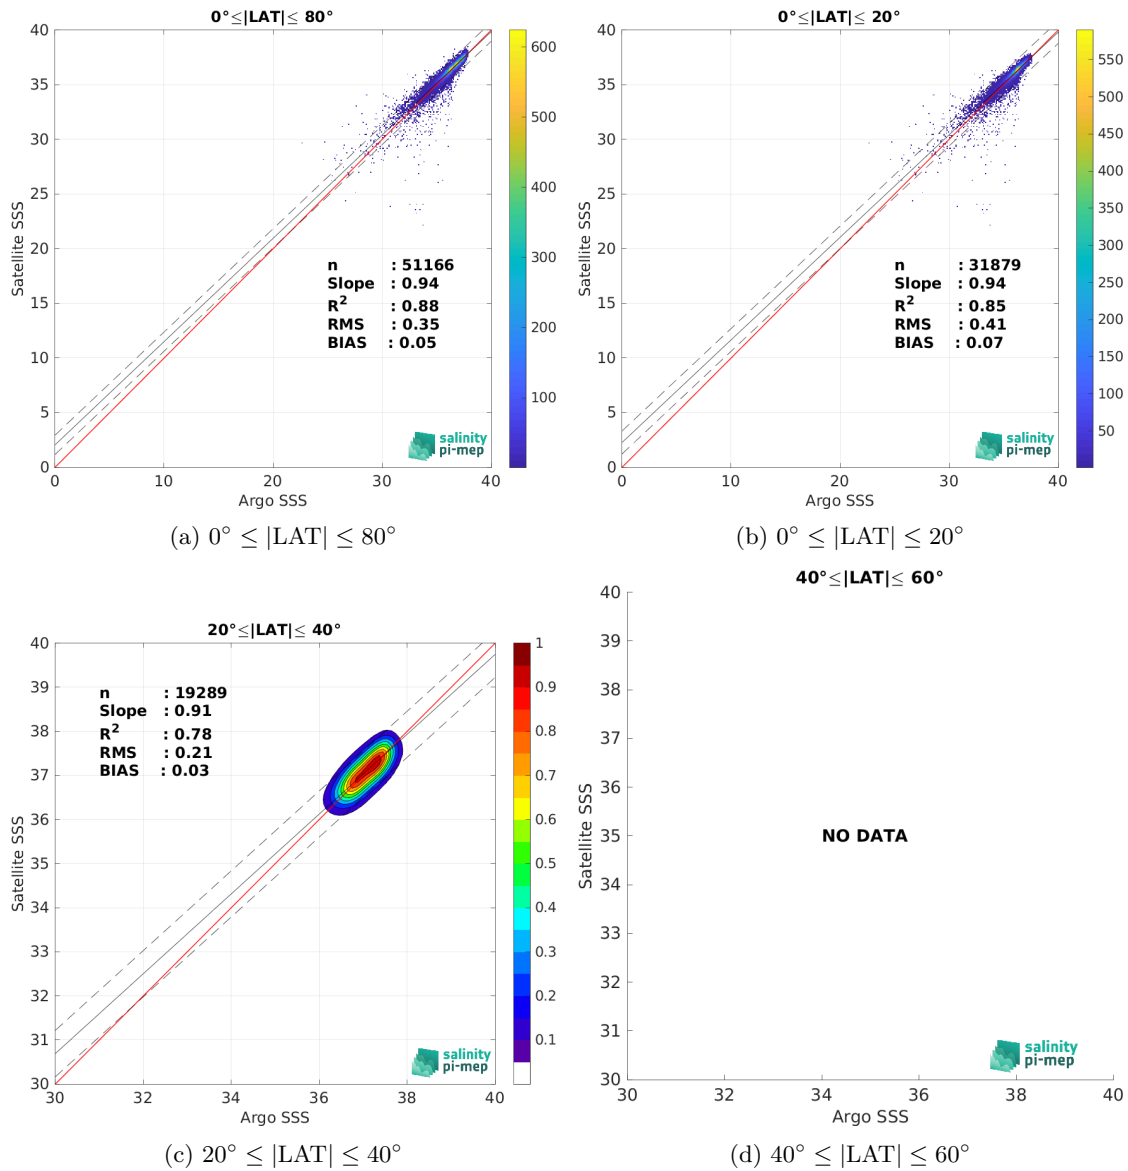 0°≤|LAT|≤ 80°
40
35
30
25
20
15
10
5
0
Satellite SSS
n : 51166
Slope : 0.94
R² : 0.88
RMS : 0.35
BIAS : 0.05
salinity
pi-mep
0 10 20 30 40
Argo SSS
600
500
400
300
200
100
(a) 0° ≤ |LAT| ≤ 80°
0°≤|LAT|≤ 20°
40
35
30
25
20
15
10
5
0
Satellite SSS
n : 31879
Slope : 0.94
R² : 0.85
RMS : 0.41
BIAS : 0.07
salinity
pi-mep
0 10 20 30 40
Argo SSS
550
500
450
400
350
300
250
200
150
100
50
(b) 0° ≤ |LAT| ≤ 20°
20°≤|LAT|≤ 40°
40
39
38
37
36
35
34
33
32
31
30
Satellite SSS
n : 19289
Slope : 0.91
R² : 0.78
RMS : 0.21
BIAS : 0.03
salinity
pi-mep
30 32 34 36 38 40
Argo SSS
1
0.9
0.8
0.7
0.6
0.5
0.4
0.3
0.2
0.1
(c) 20° ≤ |LAT| ≤ 40°
40°≤|LAT|≤ 60°
40
39
38
37
36
35
34
33
32
31
30
Satellite SSS
NO DATA
salinity
pi-mep
30 32 34 36 38 40
Argo SSS
(d) 40° ≤ |LAT| ≤ 60°